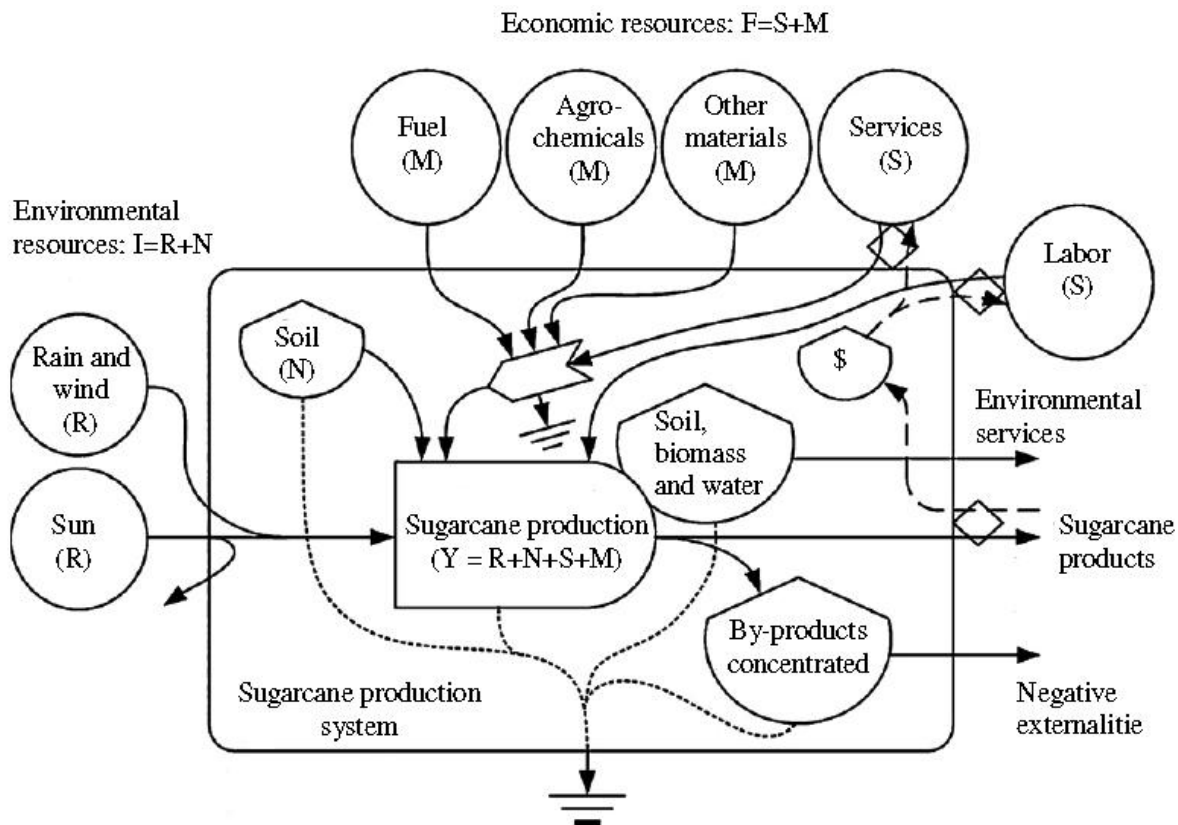 Economic resources: F=S+M
Fuel
(M)
Agro-
chemicals
(M)
Other
materials
(M)
Services
(S)
Environmental
resources: I=R+N
Labor
(S)
Soil
(N)
Rain and
wind
(R)
$
Environmental
services
Soil,
biomass
and water
Sun
(R)
Sugarcane production
(Y = R+N+S+M)
Sugarcane
products
By-products
concentrated
Sugarcane production
system
Negative
externalitie